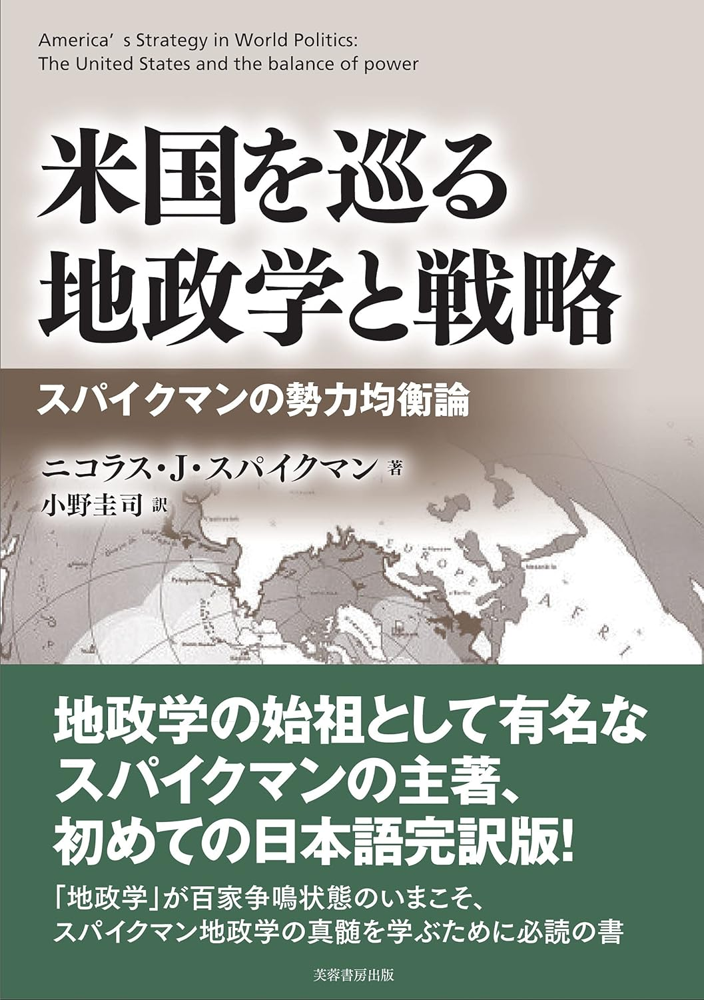 America’ s Strategy in World Politics:
The United States and the balance of power
米国を巡る
地政学と戦略
スパイクマンの勢力均衡論
ニコラス・J・スパイクマン 著
小野圭司 訳
EUROPE
AFRI
地政学の始祖として有名な
スパイクマンの主著、
初めての日本語完訳版！
「地政学」が百家争鳴状態のいまこそ、
スパイクマン地政学の真髄を学ぶために必読の書
芙蓉書房出版